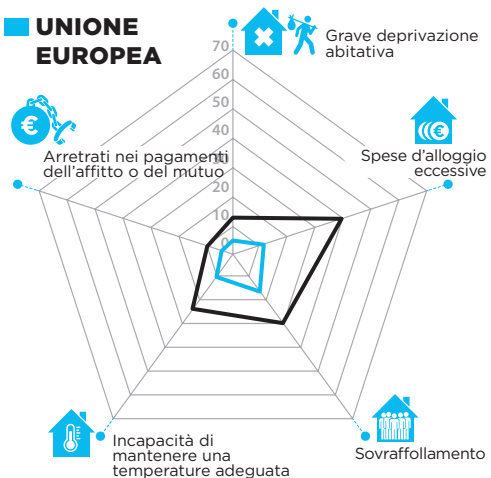 UNIONE
EUROPEA
Grave deprivazione
abitativa
Spese d'alloggio
eccessive
Sovraffollamento
Incapacità di
mantenere una
temperature adeguata
Arretrati nei pagamenti
dell'affitto o del mutuo
70
60
50
40
30
20
10
0
€
€